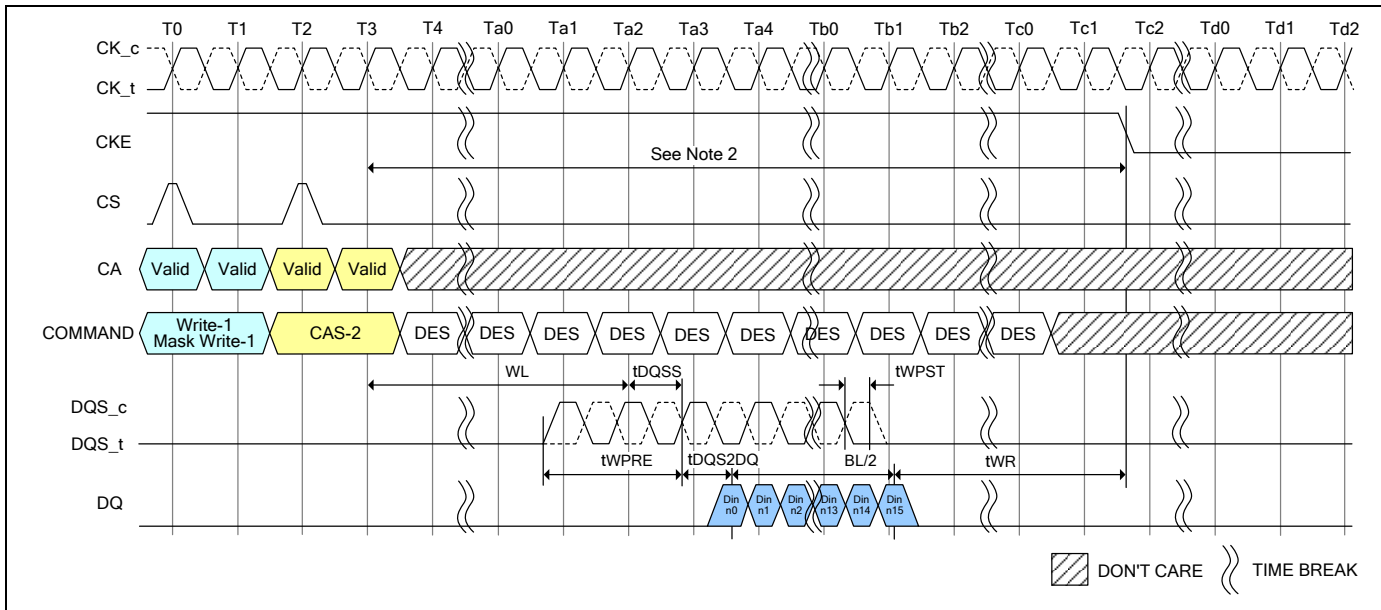 T0 T1 T2 T3 T4 Ta0 Ta1 Ta2 Ta3 Ta4 Tb0 Tb1 Tb2 Tc0 Tc1 Tc2 Td0 Td1 Td2
CK_c
CK_t
CKE
See Note 2
CS
CA Valid Valid Valid Valid
COMMAND Write-1 Mask Write-1 CAS-2 DES DES DES DES DES DES DES DES DES DES
WL tDQSS tWPST
DQS_c
DQS_t
tWPRE tDQS2DQ BL/2 tWR
DQ Din n0 Din n1 Din n2 Din n13 Din n14 Din n15
DON'T CARE TIME BREAK